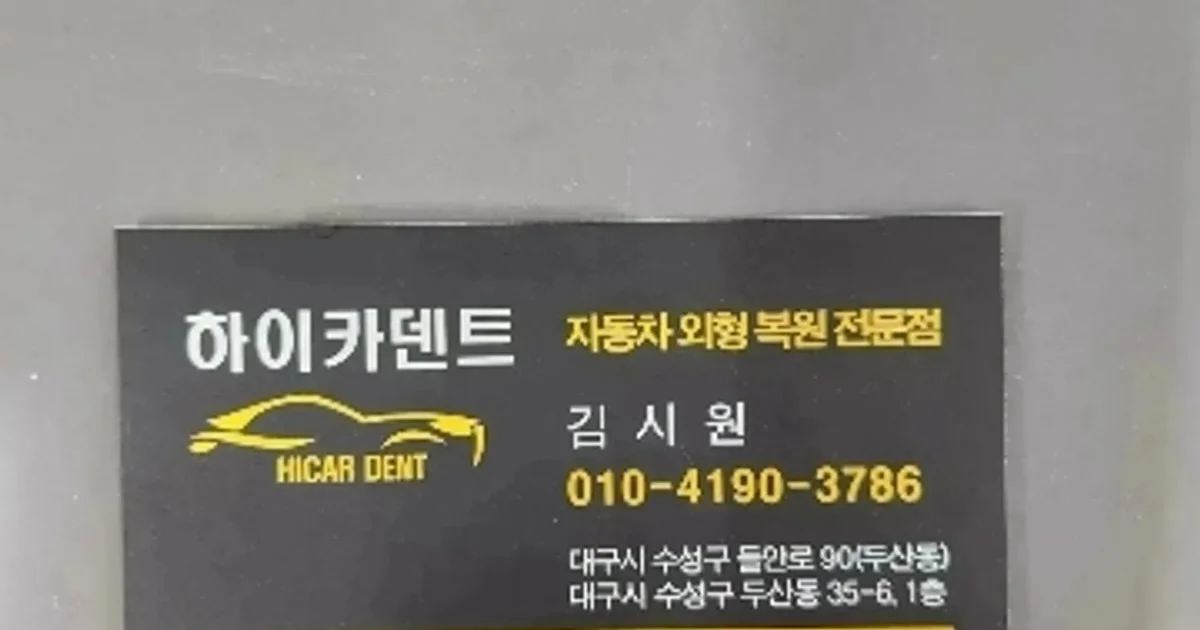 하이카덴트
HICAR DENT
자동차 외형 복원 전문점
김 시 원
010-4190-3786
대구시 수성구 들안로 90(두산동)
대구시 수성구 두산동 35-6, 1층